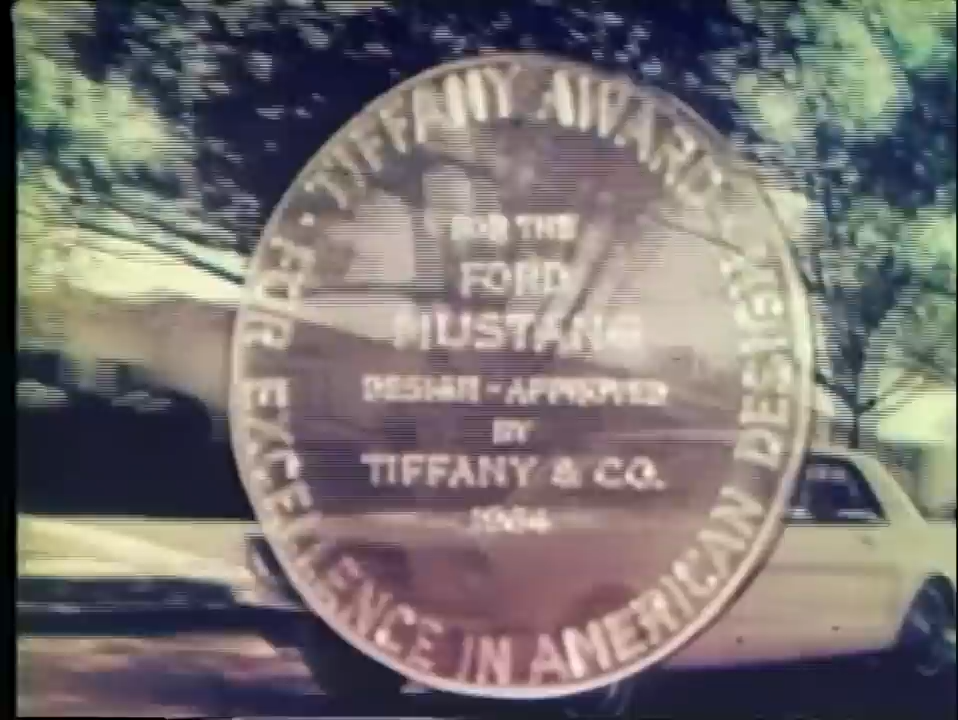 TIFFANY AWARD
FOR EXCELLENCE IN AMERICAN DESIGN
FOR THE
FORD
MUSTANG
DESIGN-APPROVED
BY
TIFFANY & CO.
1964